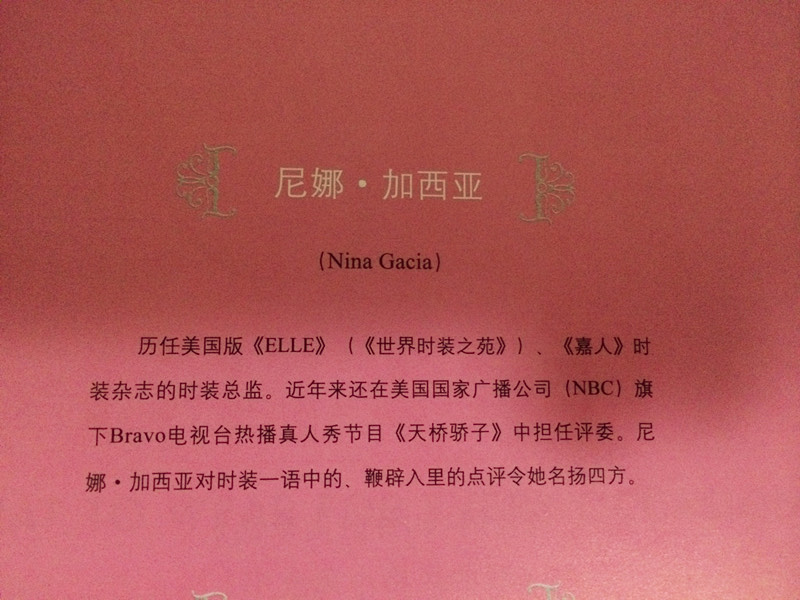 尼娜·加西亚
(Nina Gacia)
历任美国版《ELLE》(《世界时装之苑》)、《嘉人》时
装杂志的时装总监。近年来还在美国国家广播公司(NBC)旗
下Bravo电视台热播真人秀节目《天桥骄子》中担任评委。尼
娜·加西亚对时装一语中的、鞭辟入里的点评令她名扬四方。